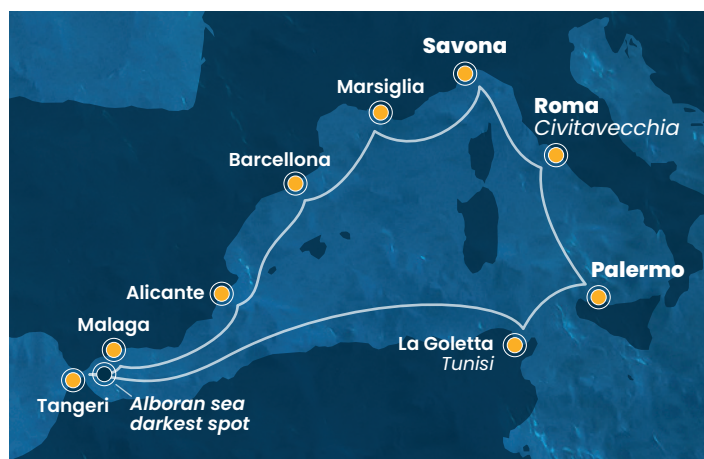 Savona
Marsiglia
Roma
Civitavecchia
Barcellona
Palermo
Alicante
Malaga
La Goletta
Tunisi
Tangeri
Alboran sea
darkest spot